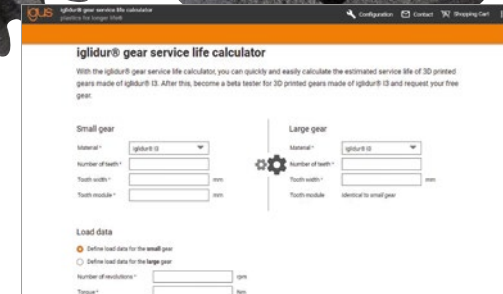 igus iglidur® gear service life calculator
plastics for longer life®
Configuration Contact Shopping Cart
iglidur® gear service life calculator
With the iglidur® gear service life calculator, you can quickly and easily calculate the estimated service life of 3D printed
gears made of iglidur® I3. After this, become a beta tester for 3D printed gears made of iglidur® I3 and request your free
gear.
Small gear Large gear
Material * iglidur® I3 Material * iglidur® I3
Number of teeth * Number of teeth *
Tooth width * mm Tooth width * mm
Tooth module * mm Tooth module identical to small gear
Load data
Define load data for the small gear
Define load data for the large gear
Number of revolutions * rpm
Torque * Nm